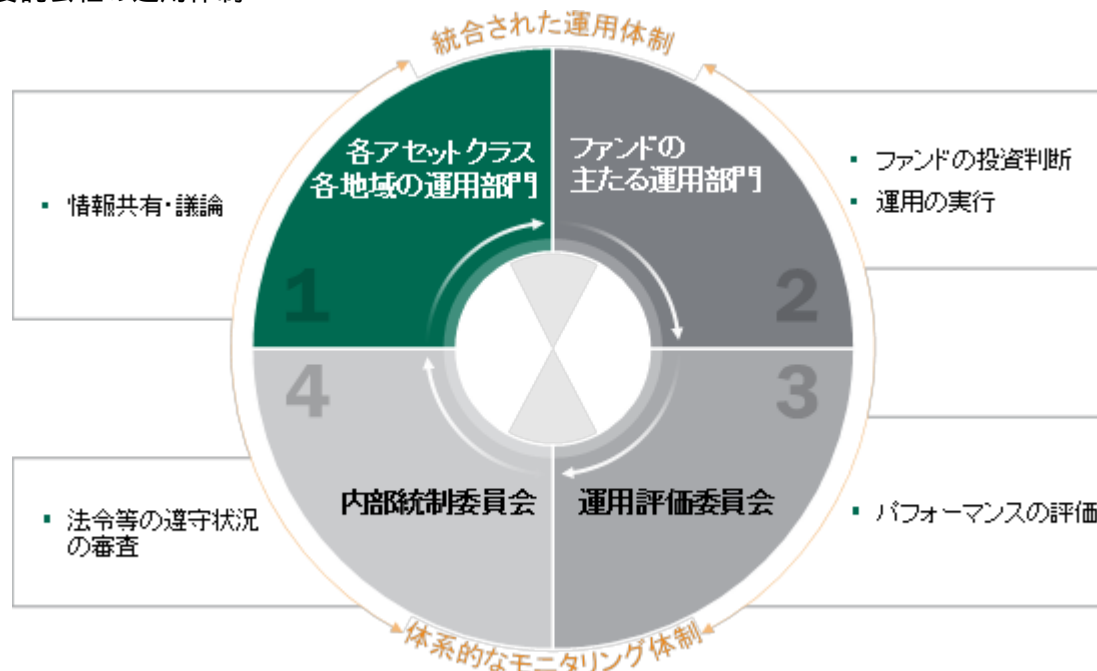 統合された運用体制
各アセットクラス
各地域の運用部門
ファンドの
主たる運用部門
▪ 情報共有・議論
▪ ファンドの投資判断
▪ 運用の実行
1
2
4
3
内部統制委員会
運用評価委員会
▪ 法令等の遵守状況
の審査
▪ パフォーマンスの評価
体系的なモニタリング体制